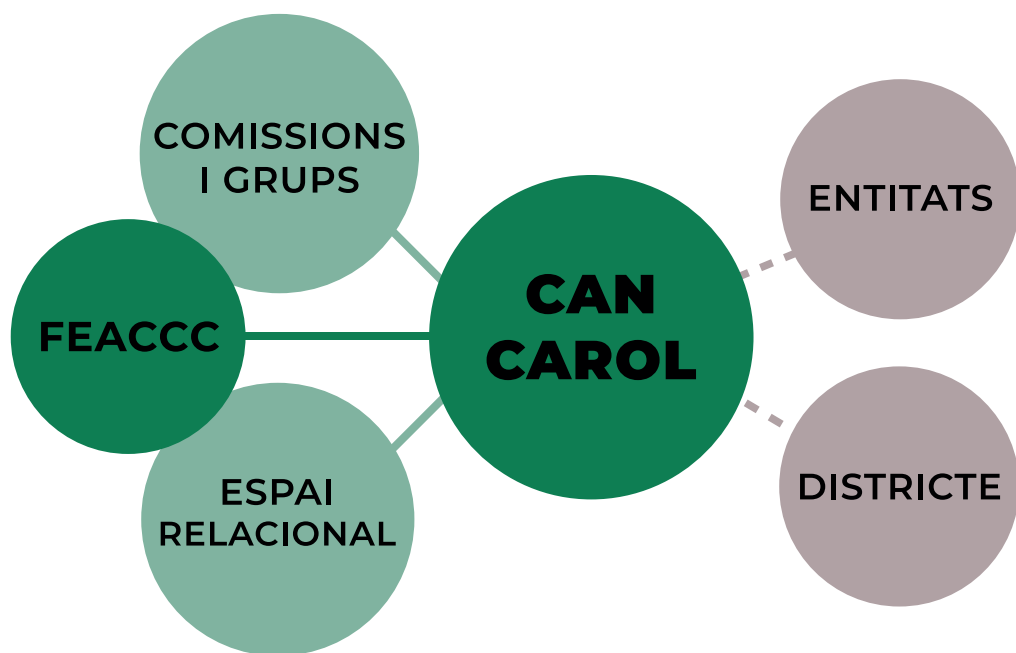 COMISSIONS
I GRUPS
FEACCC
ESPAI
RELACIONAL
CAN
CAROL
ENTITATS
DISTRICTE